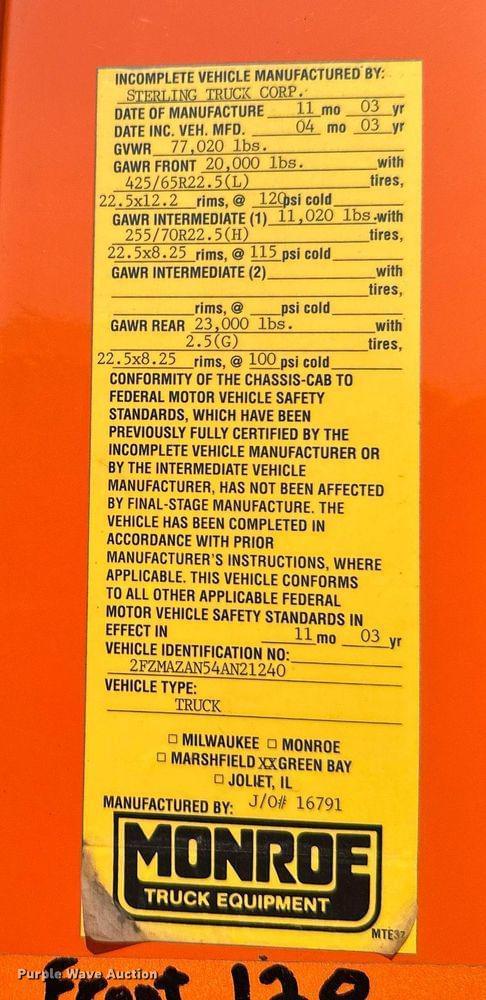 INCOMPLETE VEHICLE MANUFACTURED BY:
STERLING TRUCK CORP.
DATE OF MANUFACTURE 11 mo 03 yr
DATE INC. VEH. MFD. 04 mo 03 yr
GVWR 77,020 lbs.
GAWR FRONT 20,000 lbs. with
425/65R22.5(L) tires,
22.5x12.2 rims, @ 120psi cold
GAWR INTERMEDIATE (1) 11,020 lbs.with
255/70R22.5(H) tires,
22.5x8.25 rims, @ 115 psi cold
GAWR INTERMEDIATE (2) with
tires,
rims, @ psi cold
GAWR REAR 23,000 lbs. with
2.5(G) tires,
22.5x8.25 rims, @ 100 psi cold
CONFORMITY OF THE CHASSIS-CAB TO
FEDERAL MOTOR VEHICLE SAFETY
STANDARDS, WHICH HAVE BEEN
PREVIOUSLY FULLY CERTIFIED BY THE
INCOMPLETE VEHICLE MANUFACTURER OR
BY THE INTERMEDIATE VEHICLE
MANUFACTURER, HAS NOT BEEN AFFECTED
BY FINAL-STAGE MANUFACTURE. THE
VEHICLE HAS BEEN COMPLETED IN
ACCORDANCE WITH PRIOR
MANUFACTURER'S INSTRUCTIONS, WHERE
APPLICABLE. THIS VEHICLE CONFORMS
TO ALL OTHER APPLICABLE FEDERAL
MOTOR VEHICLE SAFETY STANDARDS IN
EFFECT IN 11 mo 03 yr
VEHICLE IDENTIFICATION NO:
2FZMAZAN54AN21240
VEHICLE TYPE:
TRUCK
☐ MILWAUKEE ☐ MONROE
☐ MARSHFIELD XX GREEN BAY
☐ JOLIET, IL
MANUFACTURED BY: J/O# 16791
MONROE
TRUCK EQUIPMENT
MTE37
Purple Wave Auction
Front 120